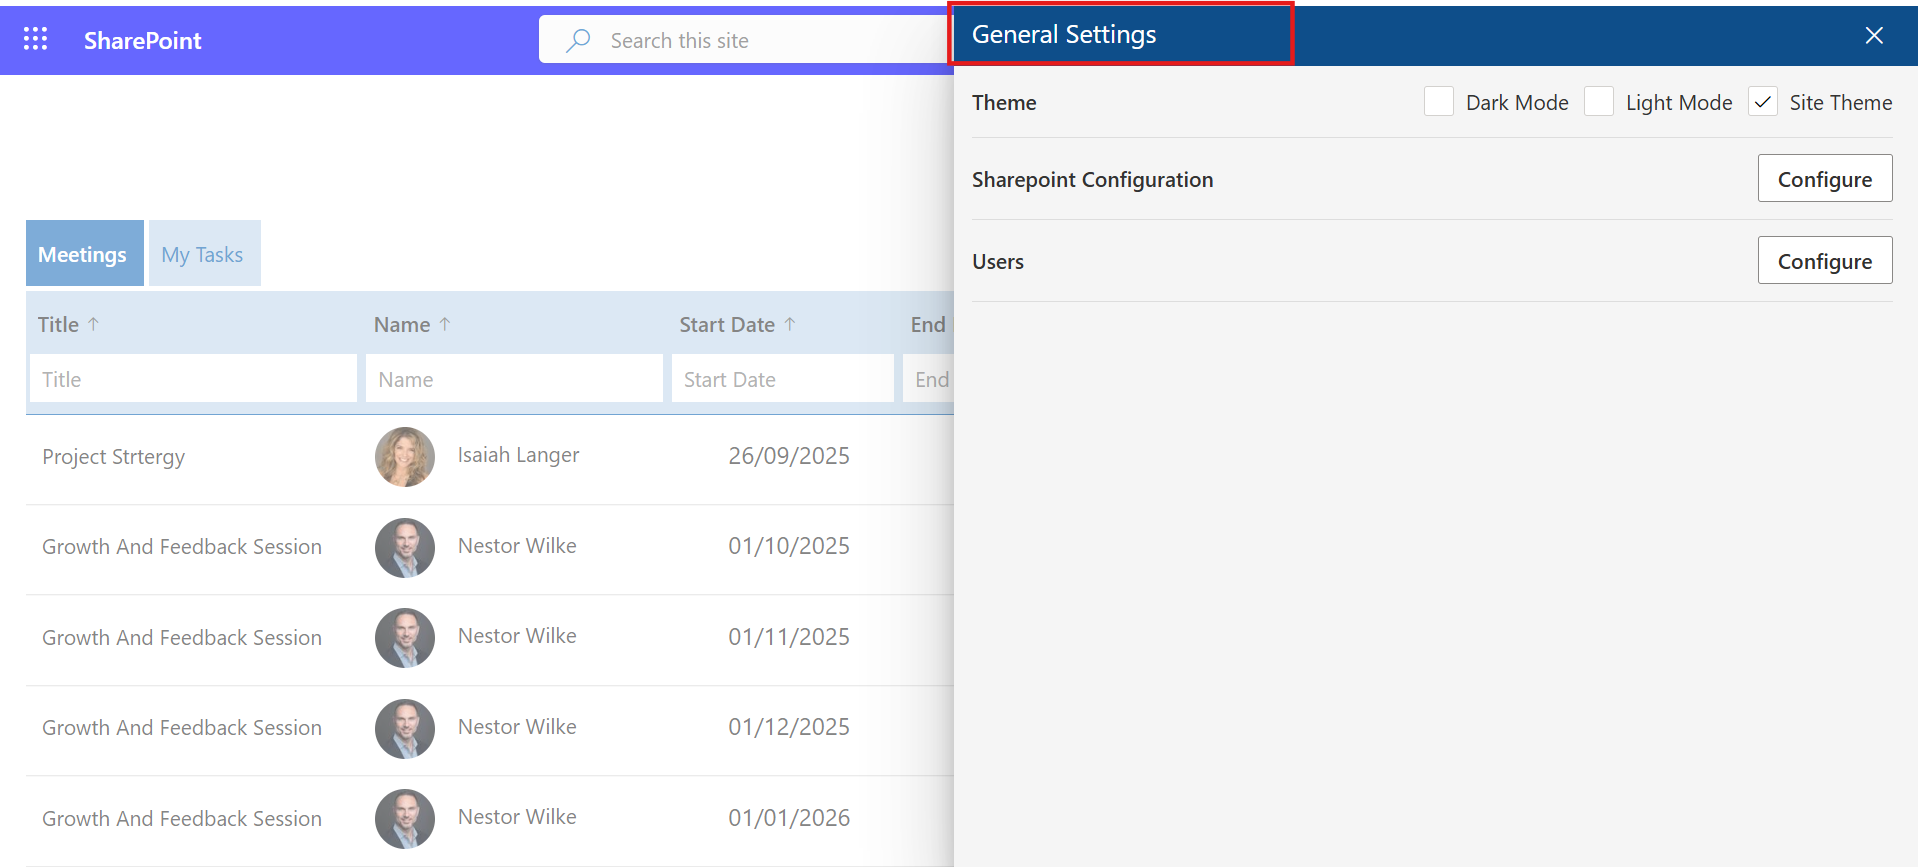 SharePoint
Search this site
General Settings
Theme
Dark Mode
Light Mode
Site Theme
Sharepoint Configuration
Configure
Users
Configure
Meetings
My Tasks
Title
Name
Start Date
End
Title
Name
Start Date
End
Project Strtergy
Isaiah Langer
26/09/2025
Growth And Feedback Session
Nestor Wilke
01/10/2025
Growth And Feedback Session
Nestor Wilke
01/11/2025
Growth And Feedback Session
Nestor Wilke
01/12/2025
Growth And Feedback Session
Nestor Wilke
01/01/2026